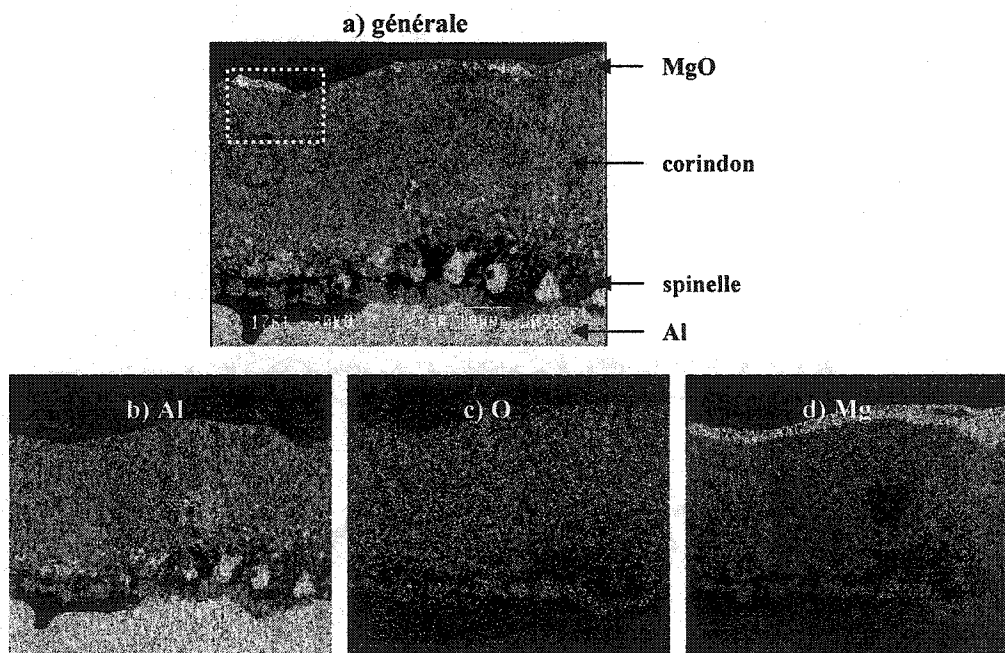 a) générale
MgO
corindon
spinelle
Al
b) Al
c) O
d) Mg